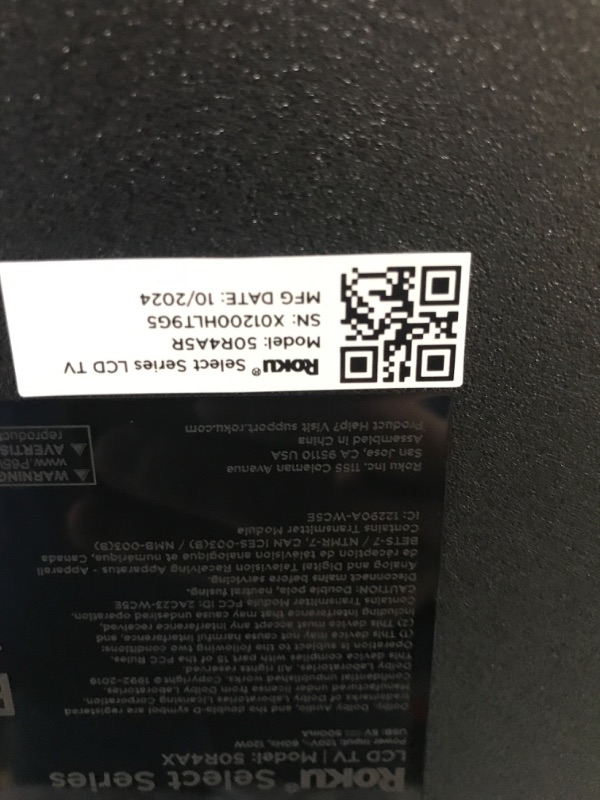 ROKU Select Series
LCD TV | Model: 50R4AX
Power Input: 120V~, 60Hz, 120W
USB: 5V ⎓ 500mA
Dolby, Dolby Audio, and the double-D symbol are registered
trademarks of Dolby Laboratories Licensing Corporation.
Manufactured under license from Dolby Laboratories.
Confidential unpublished works. Copyright © 1992-2019
Dolby Laboratories. All rights reserved.
This device complies with part 15 of the FCC Rules.
Operation is subject to the following two conditions:
(1) This device may not cause harmful interference, and
(2) This device must accept any interference received,
including interference that may cause undesired operation.
Contains Transmitter Module FCC ID: 2AC23-WC5E
CAUTION: Double pole, neutral fusing.
Disconnect mains before servicing.
Analog and Digital Television Receiving Apparatus - Appareil
de réception de télévision analogique et numérique, Canada
BETS-7 / NTMR-7, CAN ICES-003(B) / NMB-003(B)
Contains Transmitter Module
IC: 12290A-WC5E
Roku Inc. 1155 Coleman Avenue
San Jose, CA 95110 USA
Assembled in China
Product Help? Visit support.roku.com
WARNING
www.P65
AVERTIS
reproduc
ROKU® Select Series LCD TV
Model: 50R4A5R
SN: X01200HLT9G5
MFG DATE: 10/2024